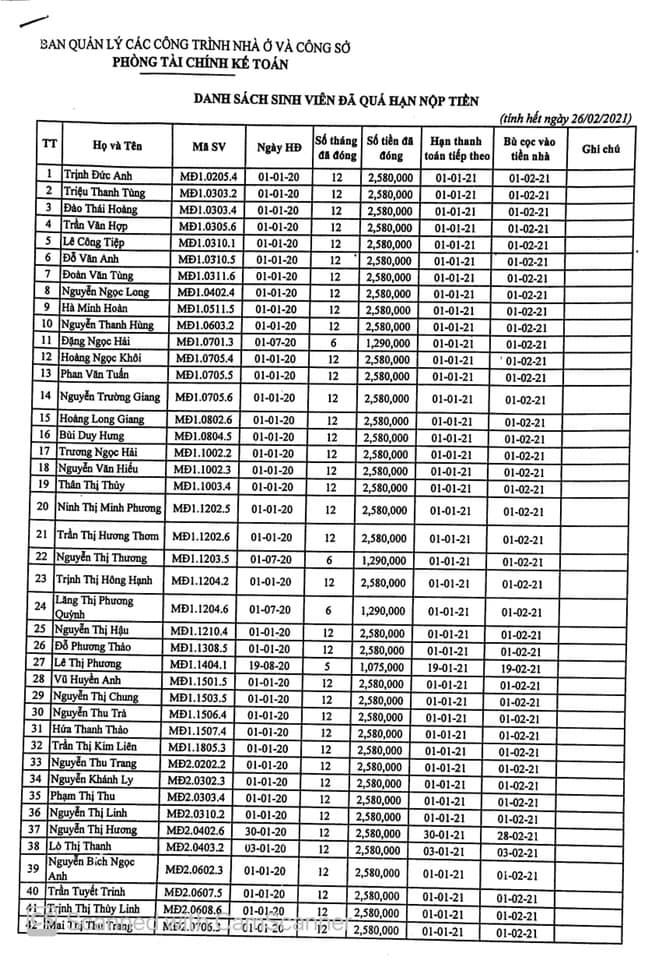 BAN QUẢN LÝ CÁC CÔNG TRÌNH NHÀ Ở VÀ CÔNG SỞ
PHÒNG TÀI CHÍNH KẾ TOÁN
DANH SÁCH SINH VIÊN ĐÃ QUÁ HẠN NỘP TIỀN
(tính hết ngày 26/02/2021)
TT Họ và Tên Mã SV Ngày HĐ Số tháng đã đóng Số tiền đã đóng Hạn thanh toán tiếp theo Bù cọc vào tiền nhà Ghi chú
1 Trịnh Đức Anh MĐ1.0205.4 01-01-20 12 2,580,000 01-01-21 01-02-21
2 Triệu Thanh Tùng MĐ1.0303.2 01-01-20 12 2,580,000 01-01-21 01-02-21
3 Đào Thái Hoàng MĐ1.0303.4 01-01-20 12 2,580,000 01-01-21 01-02-21
4 Trần Văn Hợp MĐ1.0305.6 01-01-20 12 2,580,000 01-01-21 01-02-21
5 Lê Công Tiệp MĐ1.0310.1 01-01-20 12 2,580,000 01-01-21 01-02-21
6 Đỗ Văn Anh MĐ1.0310.5 01-01-20 12 2,580,000 01-01-21 01-02-21
7 Đoàn Văn Tùng MĐ1.0311.6 01-01-20 12 2,580,000 01-01-21 01-02-21
8 Nguyễn Ngọc Long MĐ1.0402.4 01-01-20 12 2,580,000 01-01-21 01-02-21
9 Hà Minh Hoàn MĐ1.0511.5 01-01-20 12 2,580,000 01-01-21 01-02-21
10 Nguyễn Thanh Hùng MĐ1.0603.2 01-01-20 12 2,580,000 01-01-21 01-02-21
11 Đặng Ngọc Hải MĐ1.0701.3 01-07-20 6 1,290,000 01-01-21 01-02-21
12 Hoàng Ngọc Khôi MĐ1.0705.4 01-01-20 12 2,580,000 01-01-21 01-02-21
13 Phan Văn Tuấn MĐ1.0705.5 01-01-20 12 2,580,000 01-01-21 01-02-21
14 Nguyễn Trường Giang MĐ1.0705.6 01-01-20 12 2,580,000 01-01-21 01-02-21
15 Hoàng Long Giang MĐ1.0802.6 01-01-20 12 2,580,000 01-01-21 01-02-21
16 Bùi Duy Hưng MĐ1.0804.5 01-01-20 12 2,580,000 01-01-21 01-02-21
17 Trương Ngọc Hải MĐ1.1002.2 01-01-20 12 2,580,000 01-01-21 01-02-21
18 Nguyễn Văn Hiếu MĐ1.1002.3 01-01-20 12 2,580,000 01-01-21 01-02-21
19 Thân Thị Thủy MĐ1.1003.4 01-01-20 12 2,580,000 01-01-21 01-02-21
20 Ninh Thị Minh Phương MĐ1.1202.5 01-01-20 12 2,580,000 01-01-21 01-02-21
21 Trần Thị Hương Thơm MĐ1.1202.6 01-01-20 12 2,580,000 01-01-21 01-02-21
22 Nguyễn Thị Thương MĐ1.1203.5 01-07-20 6 1,290,000 01-01-21 01-02-21
23 Trịnh Thị Hồng Hạnh MĐ1.1204.2 01-01-20 12 2,580,000 01-01-21 01-02-21
24 Lăng Thị Phương Quỳnh MĐ1.1204.6 01-07-20 6 1,290,000 01-01-21 01-02-21
25 Nguyễn Thị Hậu MĐ1.1210.4 01-01-20 12 2,580,000 01-01-21 01-02-21
26 Đỗ Phương Thảo MĐ1.1308.5 01-01-20 12 2,580,000 01-01-21 01-02-21
27 Lê Thị Phương MĐ1.1404.1 19-08-20 5 1,075,000 19-01-21 19-02-21
28 Vũ Huyền Anh MĐ1.1501.5 01-01-20 12 2,580,000 01-01-21 01-02-21
29 Nguyễn Thị Chung MĐ1.1503.5 01-01-20 12 2,580,000 01-01-21 01-02-21
30 Nguyễn Thu Trà MĐ1.1506.4 01-01-20 12 2,580,000 01-01-21 01-02-21
31 Hứa Thanh Thảo MĐ1.1507.4 01-01-20 12 2,580,000 01-01-21 01-02-21
32 Trần Thị Kim Liên MĐ1.1805.3 01-01-20 12 2,580,000 01-01-21 01-02-21
33 Nguyễn Thu Trang MĐ2.0202.2 01-01-20 12 2,580,000 01-01-21 01-02-21
34 Nguyễn Khánh Ly MĐ2.0302.3 01-01-20 12 2,580,000 01-01-21 01-02-21
35 Phạm Thị Thu MĐ2.0303.4 01-01-20 12 2,580,000 01-01-21 01-02-21
36 Nguyễn Thị Linh MĐ2.0310.2 01-01-20 12 2,580,000 01-01-21 01-02-21
37 Nguyễn Thị Hương MĐ2.0402.6 30-01-20 12 2,580,000 30-01-21 28-02-21
38 Lò Thị Thanh MĐ2.0403.2 03-01-20 12 2,580,000 03-01-21 03-02-21
39 Nguyễn Bích Ngọc Anh MĐ2.0602.3 01-01-20 12 2,580,000 01-01-21 01-02-21
40 Trần Tuyết Trinh MĐ2.0607.5 01-01-20 12 2,580,000 01-01-21 01-02-21
41 Trịnh Thị Thùy Linh MĐ2.0608.6 01-01-20 12 2,580,000 01-01-21 01-02-21
42 Mai Thị Thu Trang MĐ2.0706.3 01-01-20 12 2,580,000 01-01-21 01-02-21
CS Scanned with CamScanner